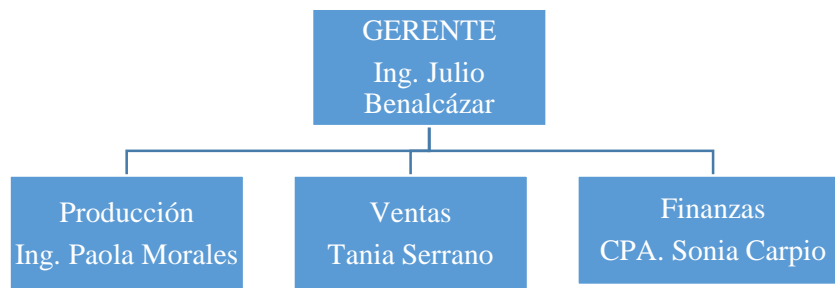 GERENTE
Ing. Julio
Benalcázar
Producción
Ing. Paola Morales
Ventas
Tania Serrano
Finanzas
CPA. Sonia Carpio